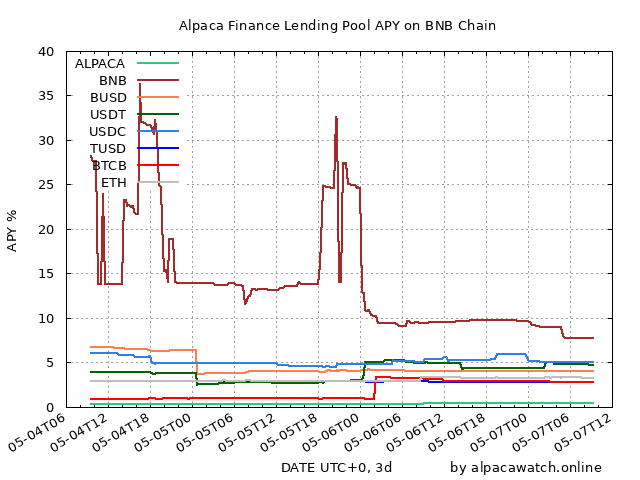 Alpaca Finance Lending Pool APY on BNB Chain
40
35
30
25
20
15
10
5
0
APY %
ALPACA
BNB
BUSD
USDT
USDC
TUSD
BTCB
ETH
05-04T06
05-04T12
05-04T18
05-05T00
05-05T06
05-05T12
05-05T18
05-06T00
05-06T06
05-06T12
05-06T18
05-07T00
05-07T06
05-07T12
DATE UTC+0, 3d
by alpacawatch.online